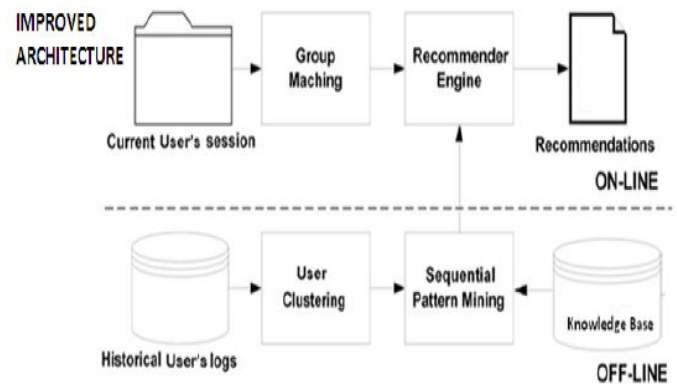 IMPROVED
ARCHITECTURE
Group
Maching
Recommender
Engine
Current User's session
Recommendations
ON-LINE
User
Clustering
Sequential
Pattern Mining
Knowledge Base
Historical User's logs
OFF-LINE